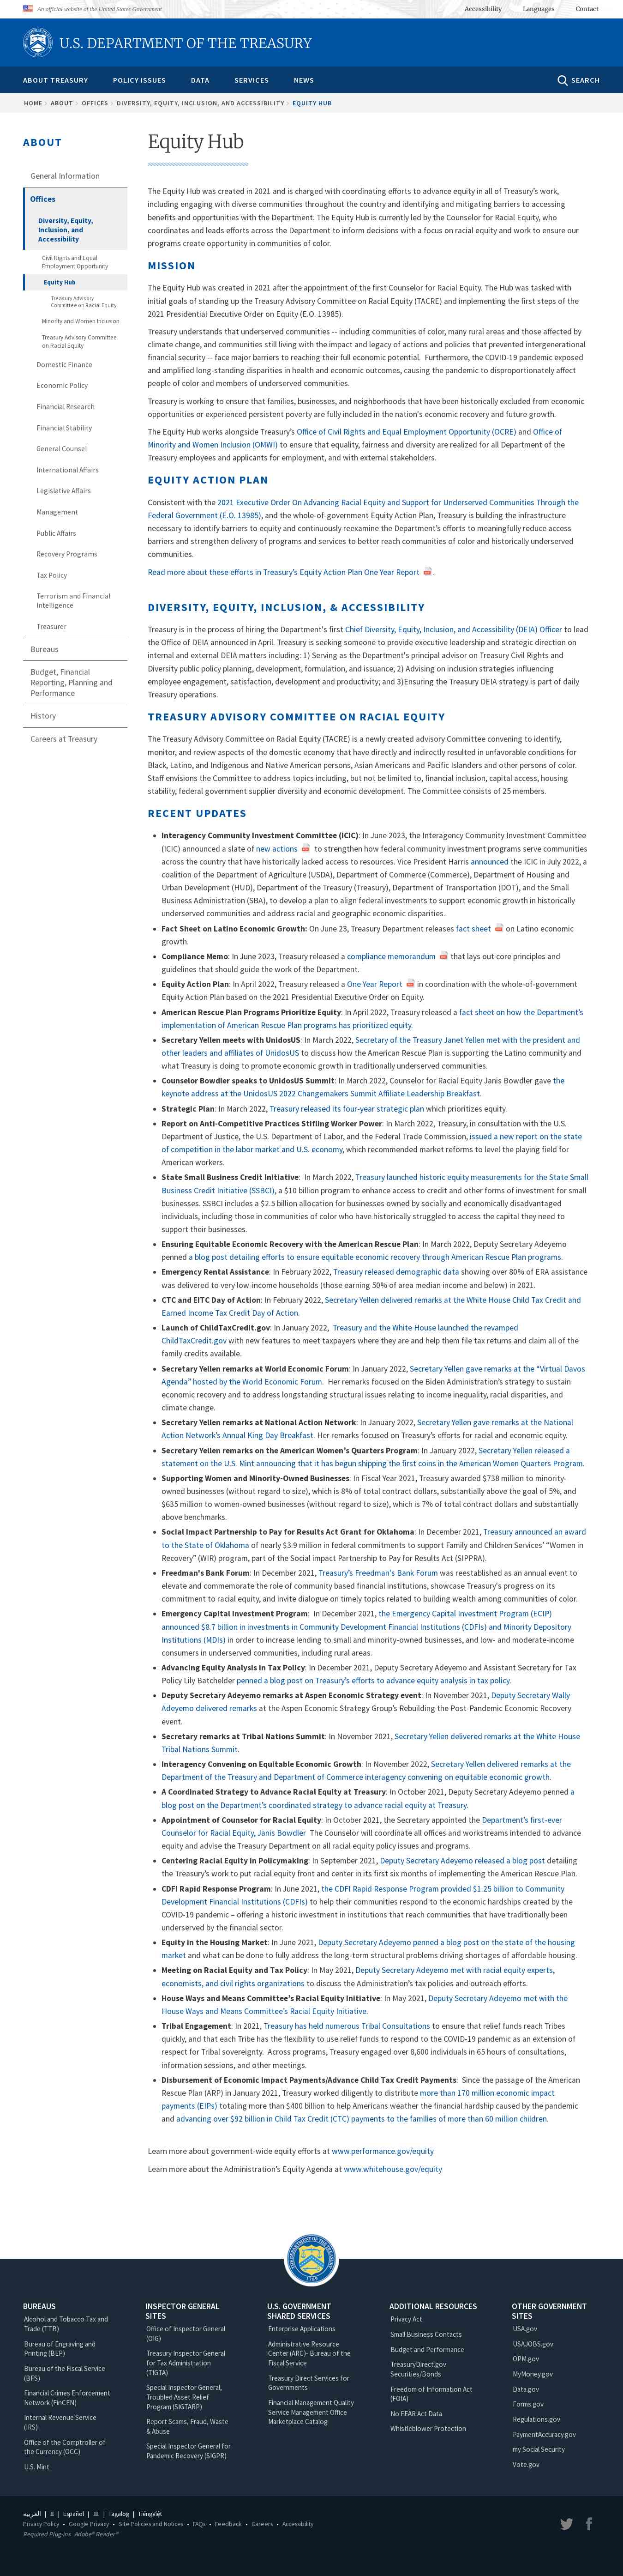 An official website of the United States Government
Accessibility Languages Contact
U.S. DEPARTMENT OF THE TREASURY
ABOUT TREASURY POLICY ISSUES DATA SERVICES NEWS SEARCH
HOME › ABOUT › OFFICES › DIVERSITY, EQUITY, INCLUSION, AND ACCESSIBILITY › EQUITY HUB
ABOUT
General Information
Offices
Diversity, Equity,
Inclusion, and
Accessibility
Civil Rights and Equal
Employment Opportunity
Equity Hub
Treasury Advisory
Committee on Racial Equity
Minority and Women Inclusion
Treasury Advisory Committee
on Racial Equity
Domestic Finance
Economic Policy
Financial Research
Financial Stability
General Counsel
International Affairs
Legislative Affairs
Management
Public Affairs
Recovery Programs
Tax Policy
Terrorism and Financial
Intelligence
Treasurer
Bureaus
Budget, Financial
Reporting, Planning and
Performance
History
Careers at Treasury
Equity Hub
The Equity Hub was created in 2021 and is charged with coordinating efforts to advance equity in all of Treasury's work,
including engaging with diverse communities throughout the country and identifying and working to mitigate barriers to
accessing benefits and opportunities with the Department. The Equity Hub is currently led by the Counselor for Racial Equity, who
coordinates and advises on efforts throughout the Department to inform decisions with a focus on racial equity and work to ensure our
programs create opportunity in communities of color.
MISSION
The Equity Hub was created in 2021 after the appointment of the first Counselor for Racial Equity. The Hub was tasked with
initial goals of standing up the Treasury Advisory Committee on Racial Equity (TACRE) and implementing the first steps of the
2021 Presidential Executive Order on Equity (E.O. 13985).
Treasury understands that underserved communities -- including communities of color, many rural areas and those affected by
climate change, and communities still living with the impact and legacy of actions and policies that prevented intergenerational
financial security -- face major barriers to reaching their full economic potential. Furthermore, the COVID-19 pandemic exposed
and amplified long-standing disparities in health and economic outcomes, causing the pandemic to disproportionately affect
people of color and members of underserved communities.
Treasury is working to ensure that families, businesses, and neighborhoods that have been historically excluded from economic
opportunities or experienced persistent poverty are fully included in the nation's economic recovery and future growth.
The Equity Hub works alongside Treasury's Office of Civil Rights and Equal Employment Opportunity (OCRE) and Office of
Minority and Women Inclusion (OMWI) to ensure that equality, fairness and diversity are realized for all Department of the
Treasury employees and applicants for employment, and with external stakeholders.
EQUITY ACTION PLAN
Consistent with the 2021 Executive Order On Advancing Racial Equity and Support for Underserved Communities Through the
Federal Government (E.O. 13985), and the whole-of-government Equity Action Plan, Treasury is building the infrastructure
necessary to identify barriers to equity and continuously reexamine the Department's efforts to meaningfully reduce access
barriers and strengthen delivery of programs and services to better reach communities of color and historically underserved
communities.
Read more about these efforts in Treasury's Equity Action Plan One Year Report .
DIVERSITY, EQUITY, INCLUSION, & ACCESSIBILITY
Treasury is in the process of hiring the Department's first Chief Diversity, Equity, Inclusion, and Accessibility (DEIA) Officer to lead
the Office of DEIA announced in April. Treasury is seeking someone to provide executive leadership and strategic direction on
internal and external DEIA matters including: 1) Serving as the Department's principal advisor on Treasury Civil Rights and
Diversity public policy planning, development, formulation, and issuance; 2) Advising on inclusion strategies influencing
employee engagement, satisfaction, development and productivity; and 3)Ensuring the Treasury DEIA strategy is part of daily
Treasury operations.
TREASURY ADVISORY COMMITTEE ON RACIAL EQUITY
The Treasury Advisory Committee on Racial Equity (TACRE) is a newly created advisory Committee convening to identify,
monitor, and review aspects of the domestic economy that have directly and indirectly resulted in unfavorable conditions for
Black, Latino, and Indigenous and Native American persons, Asian Americans and Pacific Islanders and other persons of color.
Staff envisions the Committee to address topics including, but not be limited to, financial inclusion, capital access, housing
stability, federal government supplier diversity and economic development. The Committee consists of 25 members.
RECENT UPDATES
• Interagency Community Investment Committee (ICIC): In June 2023, the Interagency Community Investment Committee
(ICIC) announced a slate of new actions to strengthen how federal community investment programs serve communities
across the country that have historically lacked access to resources. Vice President Harris announced the ICIC in July 2022, a
coalition of the Department of Agriculture (USDA), Department of Commerce (Commerce), Department of Housing and
Urban Development (HUD), Department of the Treasury (Treasury), Department of Transportation (DOT), and the Small
Business Administration (SBA), to develop a plan to align federal investments to support community investment in historically
underserved communities and address racial and geographic economic disparities.
• Fact Sheet on Latino Economic Growth: On June 23, Treasury Department releases fact sheet on Latino economic
growth.
• Compliance Memo: In June 2023, Treasury released a compliance memorandum that lays out core principles and
guidelines that should guide the work of the Department.
• Equity Action Plan: In April 2022, Treasury released a One Year Report in coordination with the whole-of-government
Equity Action Plan based on the 2021 Presidential Executive Order on Equity.
• American Rescue Plan Programs Prioritize Equity: In April 2022, Treasury released a fact sheet on how the Department's
implementation of American Rescue Plan programs has prioritized equity.
• Secretary Yellen meets with UnidosUS: In March 2022, Secretary of the Treasury Janet Yellen met with the president and
other leaders and affiliates of UnidosUS to discuss how the American Rescue Plan is supporting the Latino community and
what Treasury is doing to promote economic growth in traditionally underserved communities.
• Counselor Bowdler speaks to UnidosUS Summit: In March 2022, Counselor for Racial Equity Janis Bowdler gave the
keynote address at the UnidosUS 2022 Changemakers Summit Affiliate Leadership Breakfast.
• Strategic Plan: In March 2022, Treasury released its four-year strategic plan which prioritizes equity.
• Report on Anti-Competitive Practices Stifling Worker Power: In March 2022, Treasury, in consultation with the U.S.
Department of Justice, the U.S. Department of Labor, and the Federal Trade Commission, issued a new report on the state
of competition in the labor market and U.S. economy, which recommended market reforms to level the playing field for
American workers.
• State Small Business Credit Initiative: In March 2022, Treasury launched historic equity measurements for the State Small
Business Credit Initiative (SSBCI), a $10 billion program to enhance access to credit and other forms of investment for small
businesses. SSBCI includes a $2.5 billion allocation for businesses owned by socially and economically disadvantaged
individuals, including those in communities of color who have historically struggled to access the capital they need to
support their businesses.
• Ensuring Equitable Economic Recovery with the American Rescue Plan: In March 2022, Deputy Secretary Adeyemo
penned a blog post detailing efforts to ensure equitable economic recovery through American Rescue Plan programs.
• Emergency Rental Assistance: In February 2022, Treasury released demographic data showing over 80% of ERA assistance
was delivered to very low-income households (those earning 50% of area median income and below) in 2021.
• CTC and EITC Day of Action: In February 2022, Secretary Yellen delivered remarks at the White House Child Tax Credit and
Earned Income Tax Credit Day of Action.
• Launch of ChildTaxCredit.gov: In January 2022, Treasury and the White House launched the revamped
ChildTaxCredit.gov with new features to meet taxpayers where they are and help them file tax returns and claim all of the
family credits available.
• Secretary Yellen remarks at World Economic Forum: In January 2022, Secretary Yellen gave remarks at the "Virtual Davos
Agenda" hosted by the World Economic Forum. Her remarks focused on the Biden Administration's strategy to sustain
economic recovery and to address longstanding structural issues relating to income inequality, racial disparities, and
climate change.
• Secretary Yellen remarks at National Action Network: In January 2022, Secretary Yellen gave remarks at the National
Action Network's Annual King Day Breakfast. Her remarks focused on Treasury's efforts for racial and economic equity.
• Secretary Yellen remarks on the American Women's Quarters Program: In January 2022, Secretary Yellen released a
statement on the U.S. Mint announcing that it has begun shipping the first coins in the American Women Quarters Program.
• Supporting Women and Minority-Owned Businesses: In Fiscal Year 2021, Treasury awarded $738 million to minority-
owned businesses (without regard to size), which is 8% of total contract dollars, substantially above the goal of 5%, and
$635 million to women-owned businesses (without regard to size), which is 7% of total contract dollars and substantially
above benchmarks.
• Social Impact Partnership to Pay for Results Act Grant for Oklahoma: In December 2021, Treasury announced an award
to the State of Oklahoma of nearly $3.9 million in federal commitments to support Family and Children Services' "Women in
Recovery" (WIR) program, part of the Social Impact Partnership to Pay for Results Act (SIPPRA).
• Freedman's Bank Forum: In December 2021, Treasury's Freedman's Bank Forum was reestablished as an annual event to
elevate and commemorate the role of community based financial institutions, showcase Treasury's progress on its
commitment to racial equity, and invite dialogue on timely topics related to building wealth among communities of color.
• Emergency Capital Investment Program: In December 2021, the Emergency Capital Investment Program (ECIP)
announced $8.7 billion in investments in Community Development Financial Institutions (CDFIs) and Minority Depository
Institutions (MDIs) in order to increase lending to small and minority-owned businesses, and low- and moderate-income
consumers in underserved communities, including rural areas.
• Advancing Equity Analysis in Tax Policy: In December 2021, Deputy Secretary Adeyemo and Assistant Secretary for Tax
Policy Lily Batchelder penned a blog post on Treasury's efforts to advance equity analysis in tax policy.
• Deputy Secretary Adeyemo remarks at Aspen Economic Strategy event: In November 2021, Deputy Secretary Wally
Adeyemo delivered remarks at the Aspen Economic Strategy Group's Rebuilding the Post-Pandemic Economic Recovery
event.
• Secretary remarks at Tribal Nations Summit: In November 2021, Secretary Yellen delivered remarks at the White House
Tribal Nations Summit.
• Interagency Convening on Equitable Economic Growth: In November 2022, Secretary Yellen delivered remarks at the
Department of the Treasury and Department of Commerce interagency convening on equitable economic growth.
• A Coordinated Strategy to Advance Racial Equity at Treasury: In October 2021, Deputy Secretary Adeyemo penned a
blog post on the Department's coordinated strategy to advance racial equity at Treasury.
• Appointment of Counselor for Racial Equity: In October 2021, the Secretary appointed the Department's first-ever
Counselor for Racial Equity, Janis Bowdler The Counselor will coordinate all offices and workstreams intended to advance
equity and advise the Treasury Department on all racial equity policy issues and programs.
• Centering Racial Equity in Policymaking: In September 2021, Deputy Secretary Adeyemo released a blog post detailing
the Treasury's work to put racial equity front and center in its first six months of implementing the American Rescue Plan.
• CDFI Rapid Response Program: In June 2021, the CDFI Rapid Response Program provided $1.25 billion to Community
Development Financial Institutions (CDFIs) to help their communities respond to the economic hardships created by the
COVID-19 pandemic – offering a historic investment in institutions that reach communities that have long been
underserved by the financial sector.
• Equity in the Housing Market: In June 2021, Deputy Secretary Adeyemo penned a blog post on the state of the housing
market and what can be done to fully address the long-term structural problems driving shortages of affordable housing.
• Meeting on Racial Equity and Tax Policy: In May 2021, Deputy Secretary Adeyemo met with racial equity experts,
economists, and civil rights organizations to discuss the Administration's tax policies and outreach efforts.
• House Ways and Means Committee's Racial Equity Initiative: In May 2021, Deputy Secretary Adeyemo met with the
House Ways and Means Committee's Racial Equity Initiative.
• Tribal Engagement: In 2021, Treasury has held numerous Tribal Consultations to ensure that relief funds reach Tribes
quickly, and that each Tribe has the flexibility to use relief funds to respond to the COVID-19 pandemic as an extension of
respect for Tribal sovereignty. Across programs, Treasury engaged over 8,600 individuals in 65 hours of consultations,
information sessions, and other meetings.
• Disbursement of Economic Impact Payments/Advance Child Tax Credit Payments: Since the passage of the American
Rescue Plan (ARP) in January 2021, Treasury worked diligently to distribute more than 170 million economic impact
payments (EIPs) totaling more than $400 billion to help Americans weather the financial hardship caused by the pandemic
and advancing over $92 billion in Child Tax Credit (CTC) payments to the families of more than 60 million children.
Learn more about government-wide equity efforts at www.performance.gov/equity
Learn more about the Administration's Equity Agenda at www.whitehouse.gov/equity
BUREAUS
Alcohol and Tobacco Tax and
Trade (TTB)
Bureau of Engraving and
Printing (BEP)
Bureau of the Fiscal Service
(BFS)
Financial Crimes Enforcement
Network (FinCEN)
Internal Revenue Service
(IRS)
Office of the Comptroller of
the Currency (OCC)
U.S. Mint
INSPECTOR GENERAL
SITES
Office of Inspector General
(OIG)
Treasury Inspector General
for Tax Administration
(TIGTA)
Special Inspector General,
Troubled Asset Relief
Program (SIGTARP)
Report Scams, Fraud, Waste
& Abuse
Special Inspector General for
Pandemic Recovery (SIGPR)
U.S. GOVERNMENT
SHARED SERVICES
Enterprise Applications
Administrative Resource
Center (ARC)- Bureau of the
Fiscal Service
Treasury Direct Services for
Governments
Financial Management Quality
Service Management Office
Marketplace Catalog
ADDITIONAL RESOURCES
Privacy Act
Small Business Contacts
Budget and Performance
TreasuryDirect.gov
Securities/Bonds
Freedom of Information Act
(FOIA)
No FEAR Act Data
Whistleblower Protection
OTHER GOVERNMENT
SITES
USA.gov
USAJOBS.gov
OPM.gov
MyMoney.gov
Data.gov
Forms.gov
Regulations.gov
PaymentAccuracy.gov
my Social Security
Vote.gov
العربية | | Español | | Tagalog | TiếngViệt
Privacy Policy • Google Privacy • Site Policies and Notices • FAQs • Feedback • Careers • Accessibility
Required Plug-ins Adobe® Reader®